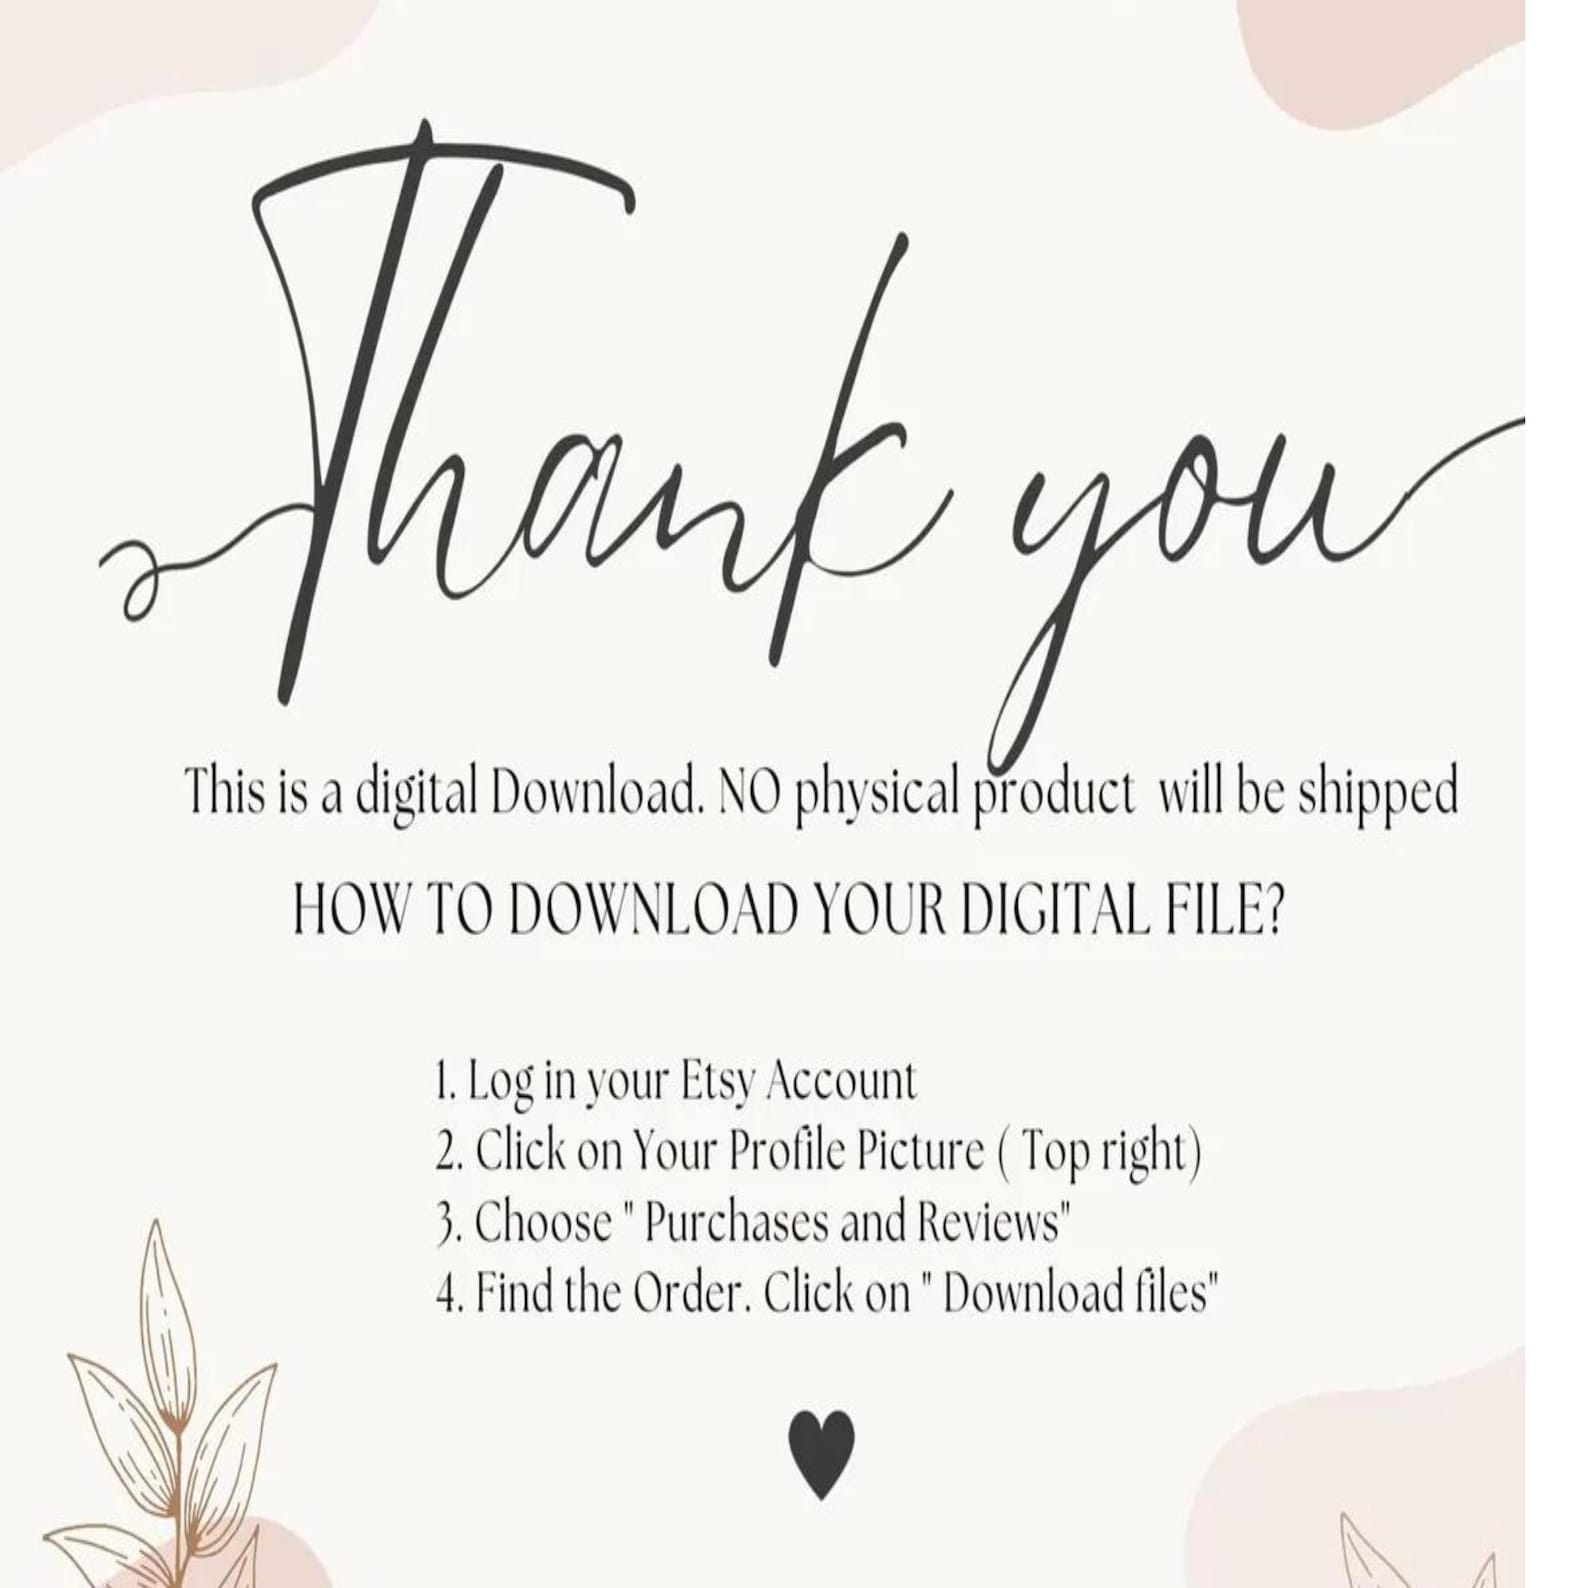 Thank you
This is a digital Download. NO physical product will be shipped
HOW TO DOWNLOAD YOUR DIGITAL FILE?
1. Log in your Etsy Account
2. Click on Your Profile Picture ( Top right)
3. Choose " Purchases and Reviews"
4. Find the Order. Click on " Download files"